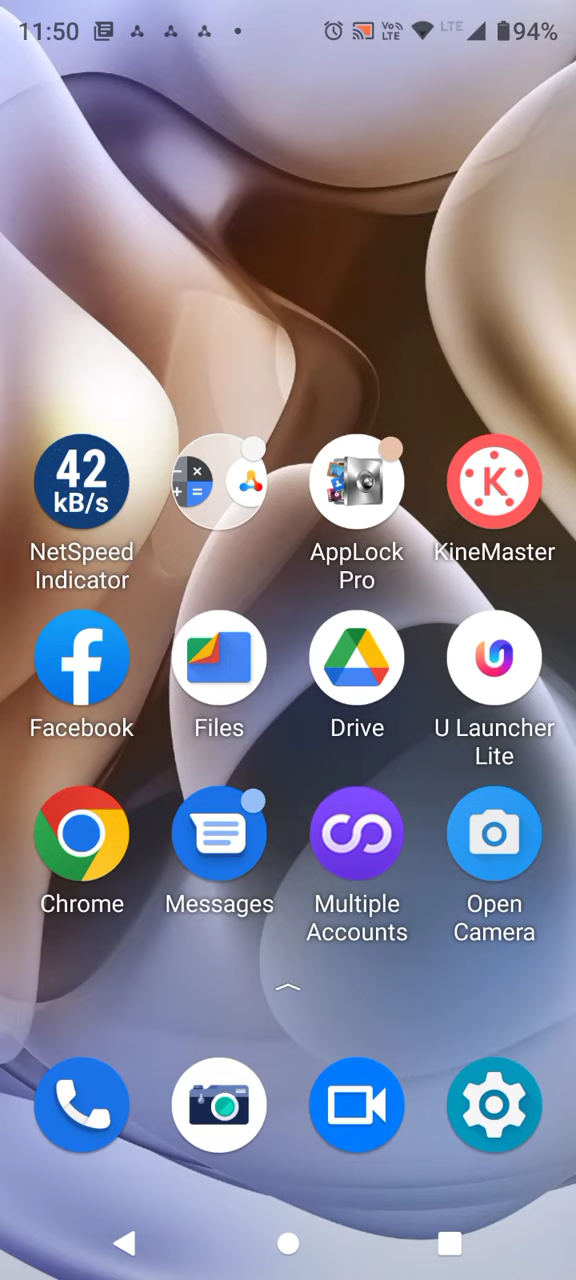 11:50
Vo))
LTE
LTE
94%
42
kB/s
NetSpeed
Indicator
AppLock
Pro
K
KineMaster
Facebook
Files
Drive
U Launcher
Lite
Chrome
Messages
Multiple
Accounts
Open
Camera